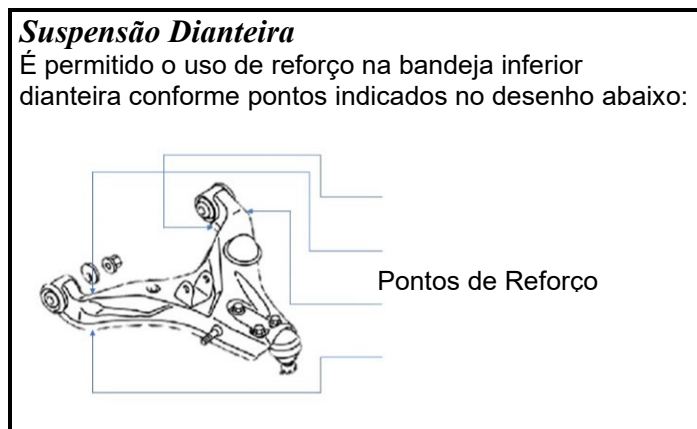 Suspensão Dianteira
É permitido o uso de reforço na bandeja inferior
dianteira conforme pontos indicados no desenho abaixo:
Pontos de Reforço